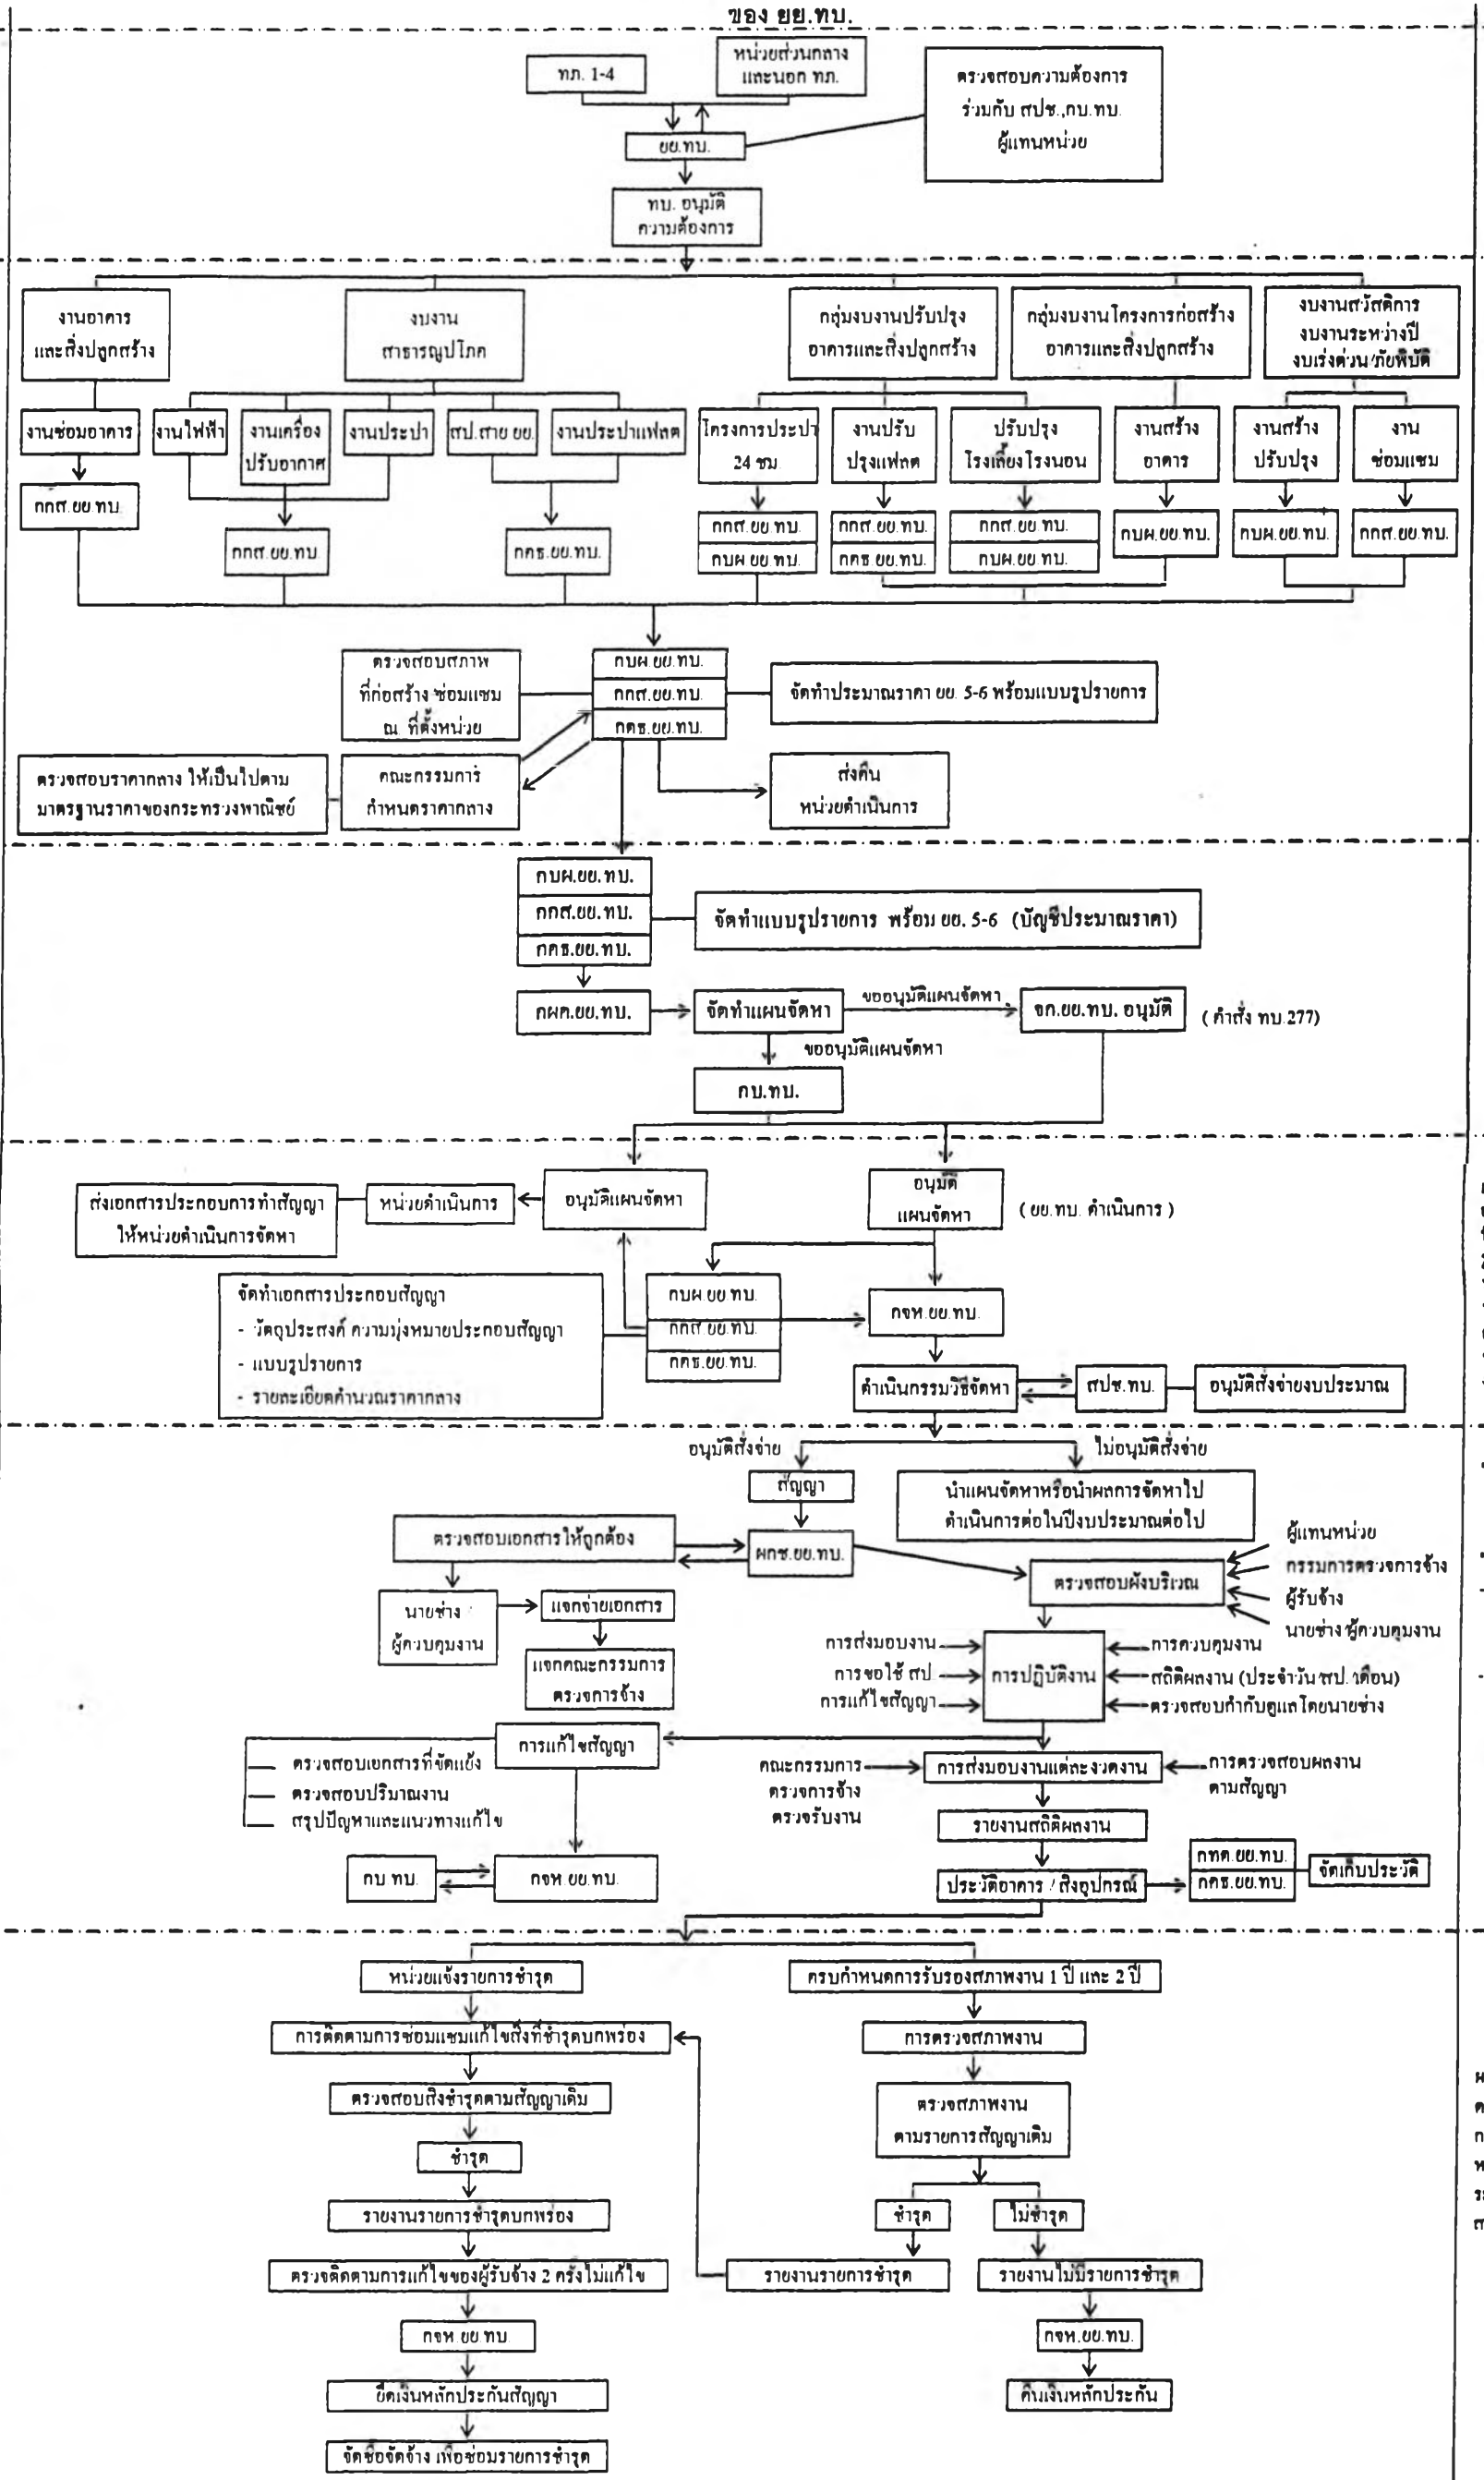 ของ ยย.ทบ.
ทภ. 1-4
หน่วยส่วนกลาง
และนอก ทภ.
ตรวจสอบความต้องการ
ร่วมกับ สปช.,กบ.ทบ.
ผู้แทนหน่วย
ยย.ทบ.
ทบ. อนุมัติ
ความต้องการ
งานอาคาร
และสิ่งปลูกสร้าง
งบงาน
สาธารณูปโภค
กลุ่มงบงานปรับปรุง
อาคารและสิ่งปลูกสร้าง
กลุ่มงบงานโครงการก่อสร้าง
อาคารและสิ่งปลูกสร้าง
งบงานสวัสดิการ
งบงานระหว่างปี
งบเร่งด่วน/ภัยพิบัติ
งานซ่อมอาคาร
งานไฟฟ้า
งานเครื่อง
ปรับอากาศ
งานประปา
สป.สาย ยย.
งานประปาแฟลต
โครงการประปา
24 ชม.
งานปรับ
ปรุงแฟลต
ปรับปรุง
โรงเลี้ยง โรงนอน
งานสร้าง
อาคาร
งานสร้าง
ปรับปรุง
งาน
ซ่อมแซม
กกส.ยย.ทบ.
กกส.ยย.ทบ.
กคธ.ยย.ทบ.
กกส.ยย.ทบ.
กบผ.ยย.ทบ.
กกส.ยย.ทบ.
กคธ.ยย.ทบ.
กกส.ยย.ทบ.
กบผ.ยย.ทบ.
กบผ.ยย.ทบ.
กบผ.ยย.ทบ.
กกส.ยย.ทบ.
ตรวจสอบสภาพ
ที่ก่อสร้าง ซ่อมแซม
ณ ที่ตั้งหน่วย
กบผ.ยย.ทบ.
กกส.ยย.ทบ.
กคธ.ยย.ทบ.
จัดทำประมาณราคา ยย. 5-6 พร้อมแบบรูปรายการ
ตรวจสอบราคากลาง ให้เป็นไปตาม
มาตรฐานราคาของกระทรวงพาณิชย์
คณะกรรมการ
กำหนดราคากลาง
ส่งคืน
หน่วยดำเนินการ
กบผ.ยย.ทบ.
กกส.ยย.ทบ.
กคธ.ยย.ทบ.
จัดทำแบบรูปรายการ พร้อม ยย. 5-6 (บัญชีประมาณราคา)
กผค.ยย.ทบ.
จัดทำแผนจัดหา
ขออนุมัติแผนจัดหา
จก.ยย.ทบ. อนุมัติ
( คำสั่ง ทบ.277)
ขออนุมัติแผนจัดหา
กบ.ทบ.
ส่งเอกสารประกอบการทำสัญญา
ให้หน่วยดำเนินการจัดหา
หน่วยดำเนินการ
อนุมัติแผนจัดหา
อนุมัติ
แผนจัดหา
( ยย.ทบ. ดำเนินการ )
จัดทำเอกสารประกอบสัญญา
- วัตถุประสงค์ ความมุ่งหมายประกอบสัญญา
- แบบรูปรายการ
- รายละเอียดคำนวณราคากลาง
กบผ.ยย.ทบ.
กกส.ยย.ทบ.
กคธ.ยย.ทบ.
กจห.ยย.ทบ.
ดำเนินกรรมวิธีจัดหา
สปช.ทบ.
อนุมัติสั่งจ่ายงบประมาณ
อนุมัติสั่งจ่าย
ไม่อนุมัติสั่งจ่าย
สัญญา
นำแผนจัดหาหรือนำผลการจัดหาไป
ดำเนินการต่อในปีงบประมาณต่อไป
ตรวจสอบเอกสารให้ถูกต้อง
ผกช.ยย.ทบ.
ตรวจสอบผังบริเวณ
ผู้แทนหน่วย
กรรมการตรวจการจ้าง
ผู้รับจ้าง
นายช่าง ผู้ควบคุมงาน
นายช่าง
ผู้ควบคุมงาน
แจกจ่ายเอกสาร
แจกคณะกรรมการ
ตรวจการจ้าง
การส่งมอบงาน
การขอใช้ สป.
การแก้ไขสัญญา
การปฏิบัติงาน
การควบคุมงาน
สถิติผลงาน (ประจำวัน/สป./เดือน)
ตรวจสอบกำกับดูแลโดยนายช่าง
การแก้ไขสัญญา
ตรวจสอบเอกสารที่ขัดแย้ง
ตรวจสอบปริมาณงาน
สรุปปัญหาและแนวทางแก้ไข
คณะกรรมการ
ตรวจการจ้าง
ตรวจรับงาน
การส่งมอบงานแต่ละงวดงาน
การตรวจสอบผลงาน
ตามสัญญา
รายงานสถิติผลงาน
กบ.ทบ.
กจห.ยย.ทบ.
ประวัติอาคาร / สิ่งอุปกรณ์
กทด.ยย.ทบ.
กคธ.ยย.ทบ.
จัดเก็บประวัติ
หน่วยแจ้งรายการชำรุด
ครบกำหนดการรับรองสภาพงาน 1 ปี และ 2 ปี
การติดตามการซ่อมแซมแก้ไขสิ่งที่ชำรุดบกพร่อง
การตรวจสภาพงาน
ตรวจสอบสิ่งชำรุดตามสัญญาเดิม
ตรวจสภาพงาน
ตามรายการสัญญาเดิม
ชำรุด
ชำรุด
ไม่ชำรุด
รายงานรายการชำรุดบกพร่อง
ตรวจติดตามการแก้ไขของผู้รับจ้าง 2 ครั้งไม่แก้ไข
รายงานรายการชำรุด
รายงานไม่มีรายการชำรุด
กจห.ยย.ทบ.
กจห.ยย.ทบ.
ยึดเงินหลักประกันสัญญา
คืนเงินหลักประกัน
จัดซื้อจัดจ้าง เพื่อซ่อมรายการชำรุด